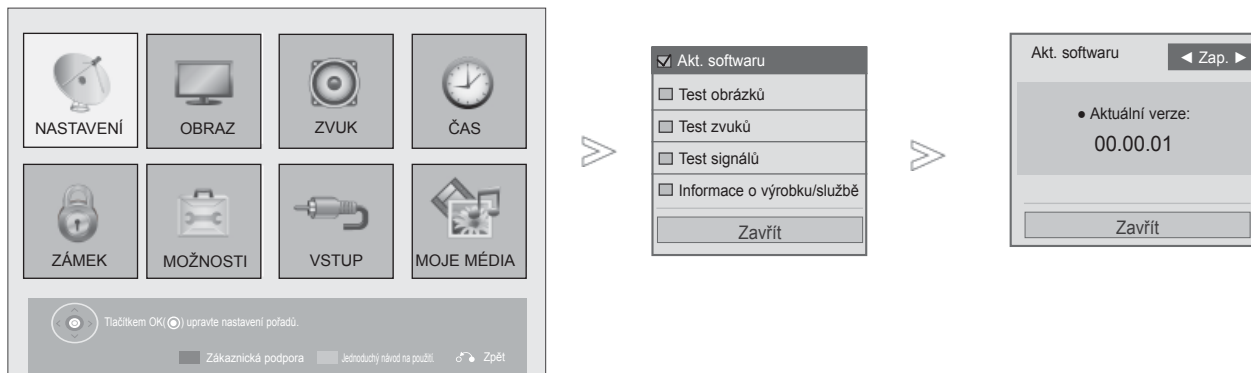 NASTAVENÍ
OBRAZ
ZVUK
ČAS
ZÁMEK
MOŽNOSTI
VSTUP
MOJE MÉDIA
Tlačítkem OK( ) upravte nastavení pořadů.
Zákaznická podpora
Jednoduchý návod na použití.
Zpět
Akt. softwaru
Test obrázků
Test zvuků
Test signálů
Informace o výrobku/službě
Zavřít
Akt. softwaru ◄ Zap. ►
● Aktuální verze:
00.00.01
Zavřít